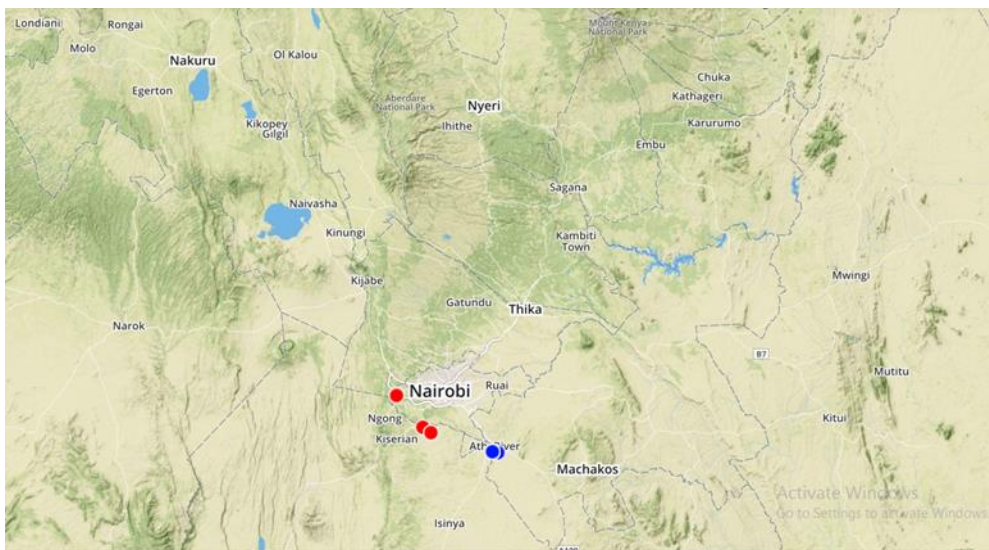 Londiani
Rongai
Molo
Nakuru
Ol Kalou
Mount Kenya
National Park
Egerton
Chuka
Kathageri
Aberdare
National Park
Nyeri
Kikopey
Gilgil
Ihithe
Karurumo
Embu
Sagana
Naivasha
Kinungi
Kambiti
Town
Kijabe
Mwingi
Gatundu
Thika
Narok
B7
Mutitu
Nairobi
Ruai
Ngong
Kiserian
Kitui
Athi River
Machakos
Activate Windows
Go to Settings to activate Windows
Isinya